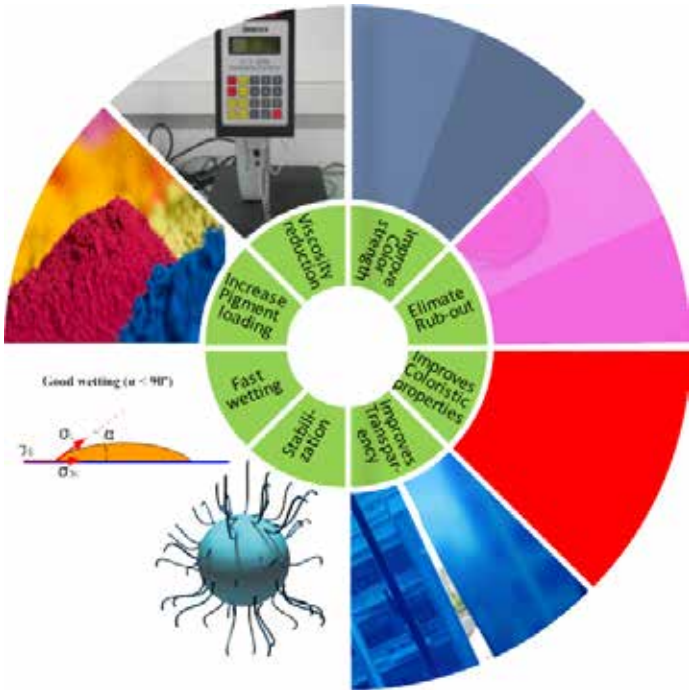 Viscosity
reduction
Improve
Color
strength
Elimate
Rub-out
Improves
Coloristic
properties
improves
Transpar-
ency
Stabili-
zation
Fast
wetting
Increase
Pigment
loading
Good wetting (α < 90°)
α